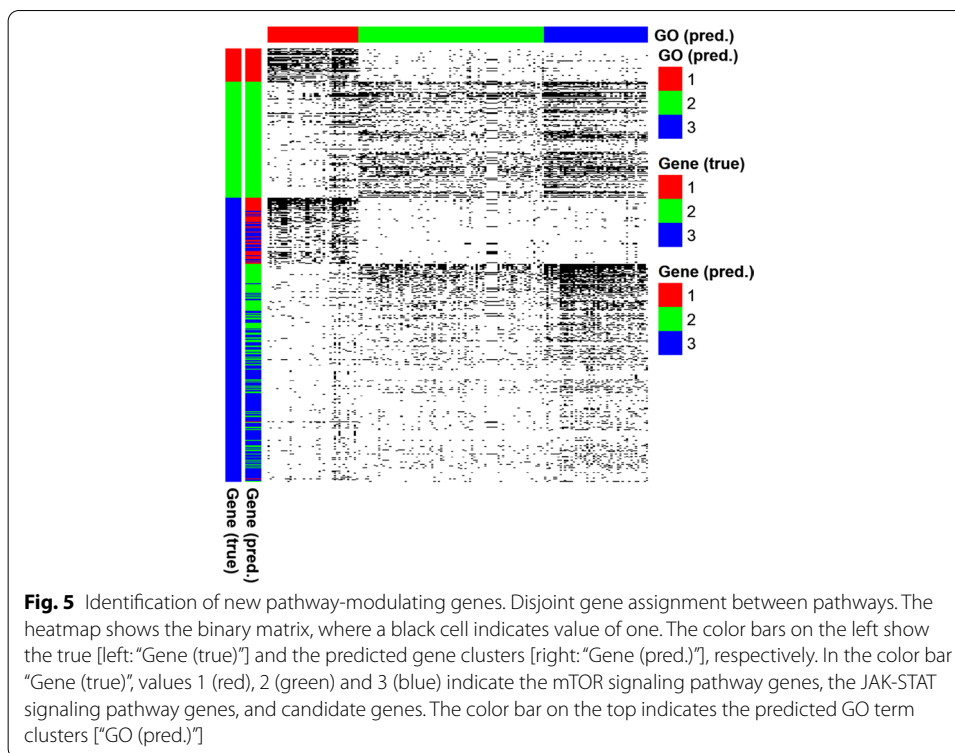 GO (pred.)
GO (pred.)
1
2
3
Gene (true)
1
2
3
Gene (pred.)
1
2
3
Gene (true)
Gene (pred.)
Fig. 5 Identification of new pathway-modulating genes. Disjoint gene assignment between pathways. The
heatmap shows the binary matrix, where a black cell indicates value of one. The color bars on the left show
the true [left: “Gene (true)”] and the predicted gene clusters [right: “Gene (pred.)”], respectively. In the color bar
“Gene (true)”, values 1 (red), 2 (green) and 3 (blue) indicate the mTOR signaling pathway genes, the JAK-STAT
signaling pathway genes, and candidate genes. The color bar on the top indicates the predicted GO term
clusters [“GO (pred.)”]